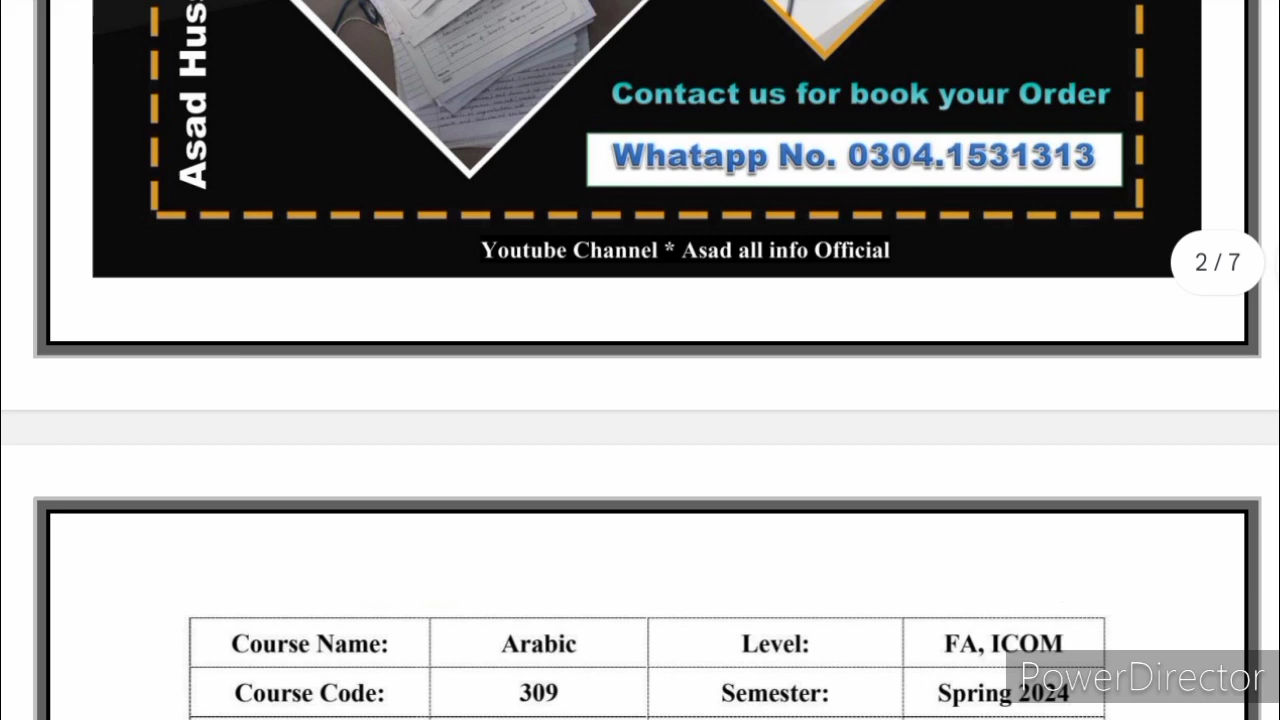 Asad Huss
Contact us for book your Order
Whatapp No. 0304.1531313
Youtube Channel * Asad all info Official
2 / 7
Course Name: Arabic Level: FA, ICOM
Course Code: 309 Semester: Spring 2024
PowerDirector